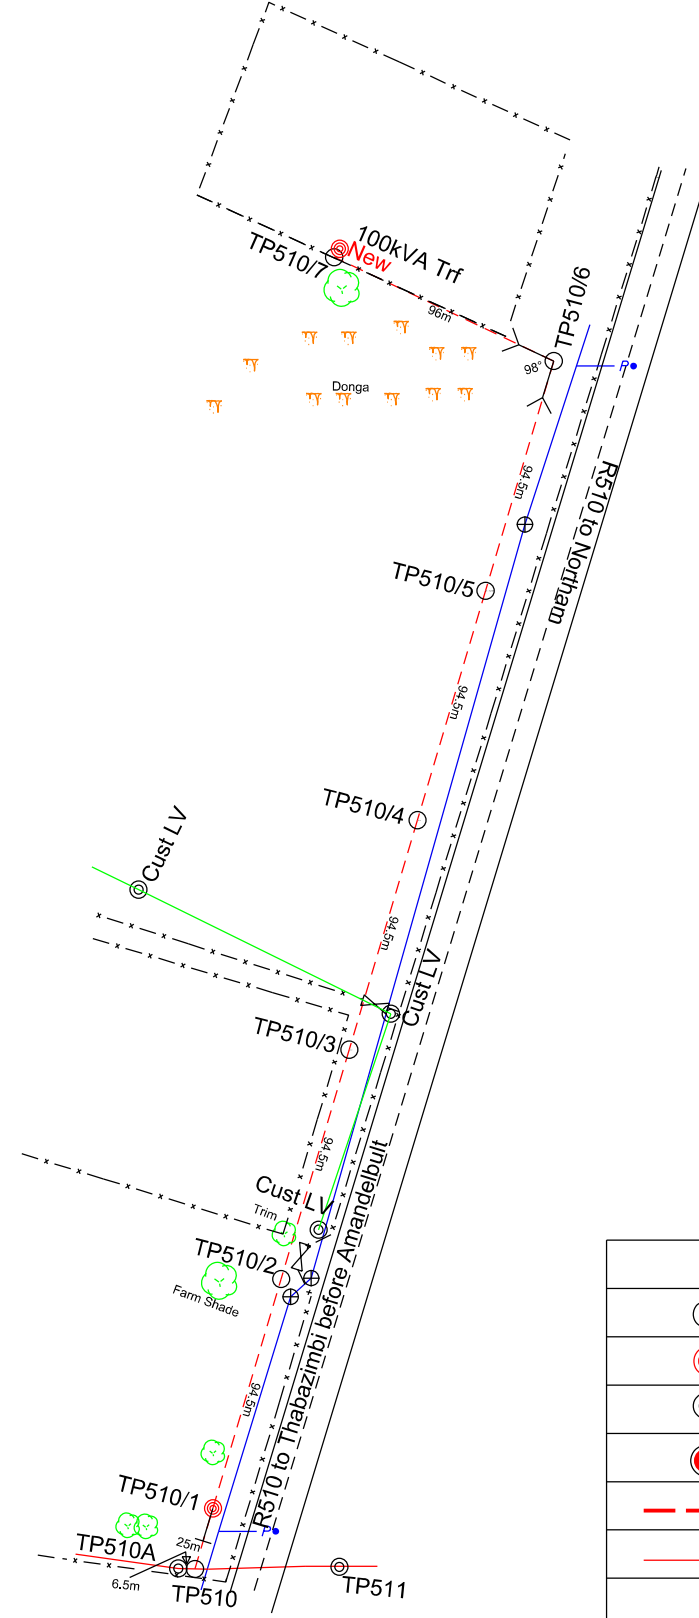 100kVA Trf
TP510/7
New
96m
TP510/6
98°
P
Donga
94.5m
R510 to Northam
TP510/5
94.5m
TP510/4
Cust LV
94.5m
Cust LV
TP510/3
94.5m
Cust LV
Trim
TP510/2
Farm Shade
R510 to Thabazimbi before Amandelbult
94.5m
TP510/1
P
25m
TP510A
6.5m
TP510
TP511